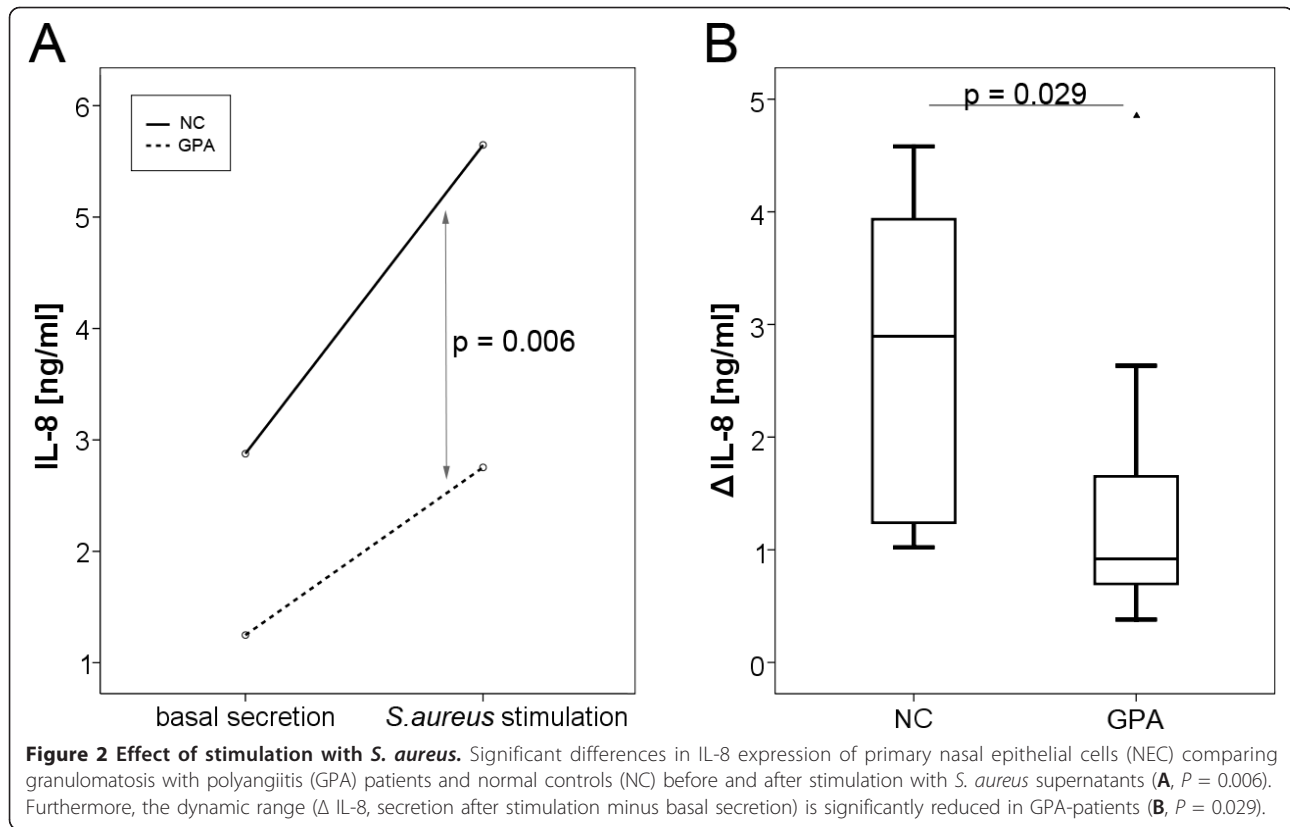 A
IL-8 [ng/ml]
6
5
4
3
2
1
NC
GPA
p = 0.006
basal secretion
S.aureus stimulation
B
Δ IL-8 [ng/ml]
5
4
3
2
1
0
p = 0.029
NC
GPA
Figure 2 Effect of stimulation with S. aureus. Significant differences in IL-8 expression of primary nasal epithelial cells (NEC) comparing
granulomatosis with polyangiitis (GPA) patients and normal controls (NC) before and after stimulation with S. aureus supernatants (A, P = 0.006).
Furthermore, the dynamic range (Δ IL-8, secretion after stimulation minus basal secretion) is significantly reduced in GPA-patients (B, P = 0.029).